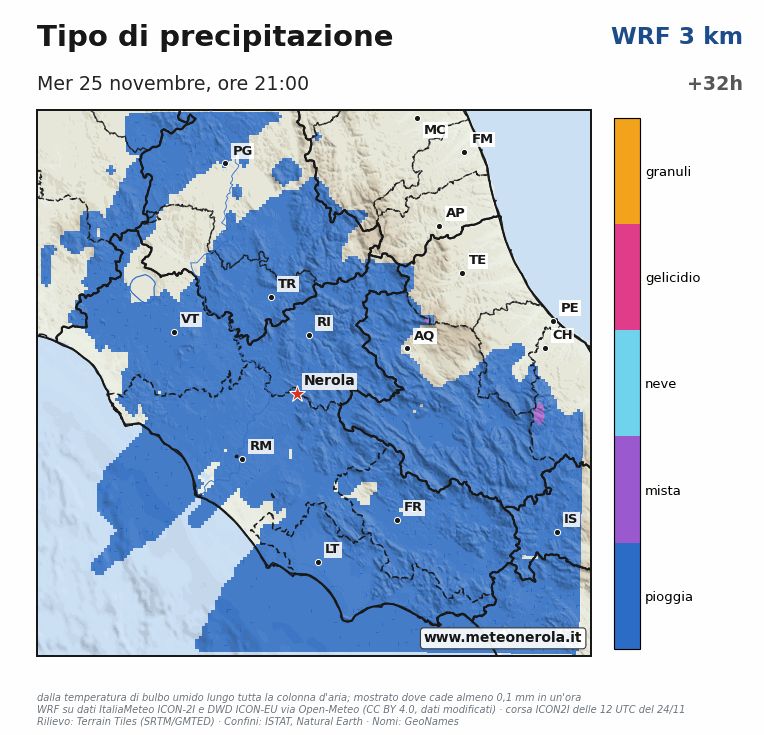 Tipo di precipitazione
WRF 3 km
Mer 25 novembre, ore 21:00
+32h
MC
FM
PG
AP
TE
TR
PE
VT
RI
AQ
CH
Nerola
RM
FR
IS
LT
www.meteonerola.it
granuli
gelicidio
neve
mista
pioggia
dalla temperatura di bulbo umido lungo tutta la colonna d'aria; mostrato dove cade almeno 0,1 mm in un'ora
WRF su dati ItaliaMeteo ICON-2I e DWD ICON-EU via Open-Meteo (CC BY 4.0, dati modificati) · corsa ICON2I delle 12 UTC del 24/11
Rilievo: Terrain Tiles (SRTM/GMTED) · Confini: ISTAT, Natural Earth · Nomi: GeoNames